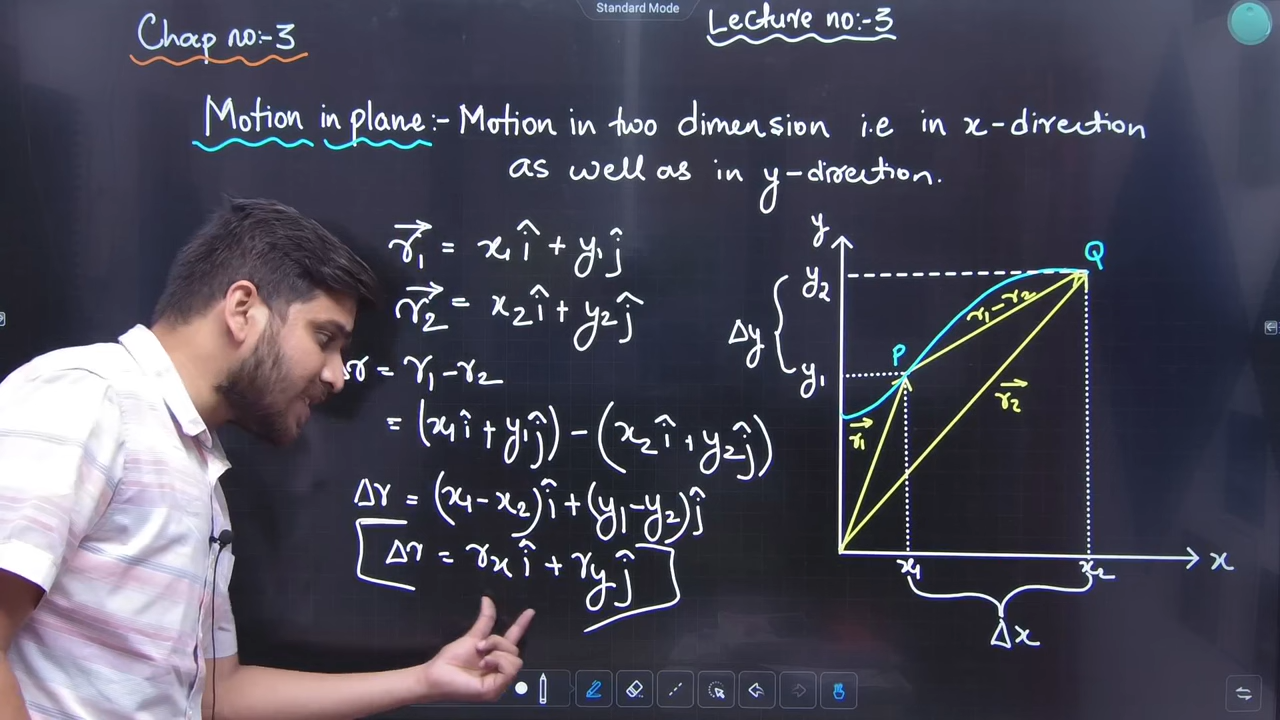 Standard Mode
Chap no:-3
Lecture no:-3
Motion in plane:- Motion in two dimension i.e in x-direction
as well as in y-direction.
r⃗₁ = x₁î + y₁ĵ
r⃗₂ = x₂î + y₂ĵ
Δr = r₁-r₂
= (x₁î + y₁ĵ) - (x₂î + y₂ĵ)
Δr = (x₁-x₂)î + (y₁-y₂)ĵ
Δr = rxî + ryĵ
y
Q
y₂
r₁-r₂
Δy
P
y₁
r⃗₂
r⃗₁
x
x₁
x₂
Δx